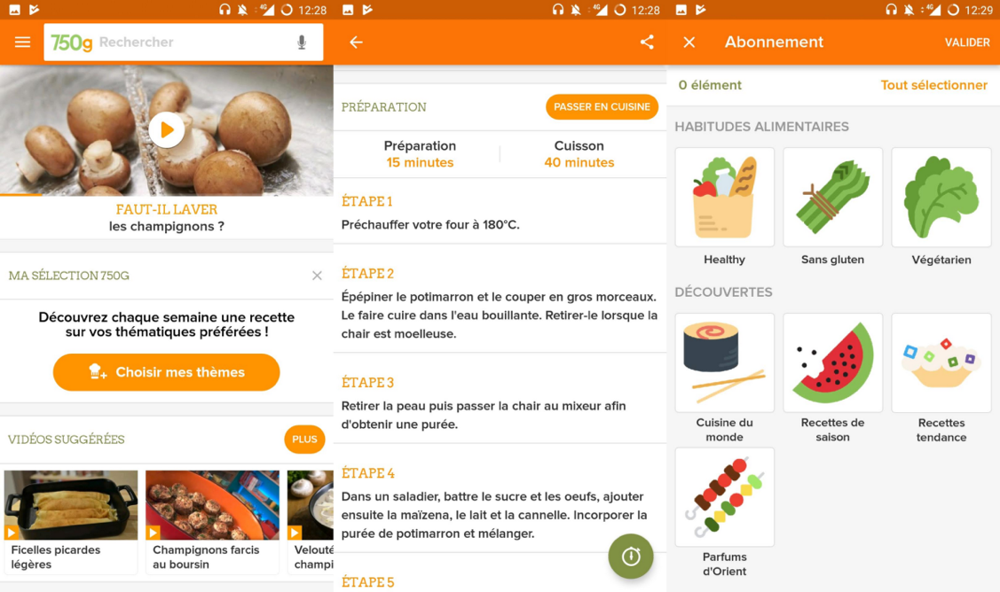 4G 12:28
750g Rechercher
FAUT-IL LAVER
les champignons ?
MA SÉLECTION 750G
Découvrez chaque semaine une recette
sur vos thématiques préférées !
Choisir mes thèmes
VIDÉOS SUGGÉRÉES
PLUS
Ficelles picardes
légères
Champignons farcis
au boursin
Velouté
champi
4G 12:28
PRÉPARATION
PASSER EN CUISINE
Préparation
15 minutes
Cuisson
40 minutes
ÉTAPE 1
Préchauffer votre four à 180°C.
ÉTAPE 2
Épépiner le potimarron et le couper en gros morceaux.
Le faire cuire dans l'eau bouillante. Retirer-le lorsque la
chair est moelleuse.
ÉTAPE 3
Retirer la peau puis passer la chair au mixeur afin
d'obtenir une purée.
ÉTAPE 4
Dans un saladier, battre le sucre et les oeufs, ajouter
ensuite la maïzena, le lait et la cannelle. Incorporer la
purée de potimarron et mélanger.
ÉTAPE 5
4G 12:29
Abonnement
VALIDER
0 élément
Tout sélectionner
HABITUDES ALIMENTAIRES
Healthy
Sans gluten
Végétarien
DÉCOUVERTES
Cuisine du
monde
Recettes de
saison
Recettes
tendance
Parfums
d'Orient